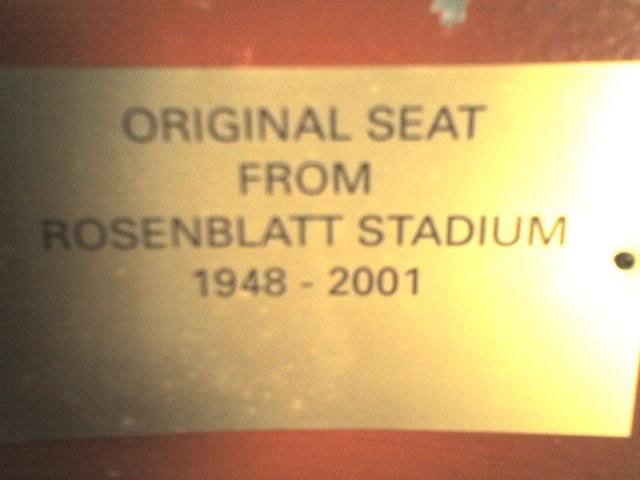 ORIGINAL SEAT
FROM
ROSENBLATT STADIUM
1948 - 2001